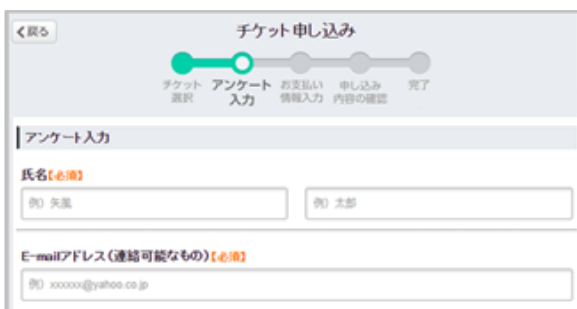 戻る
チケット申し込み
チケット アンケート お支払い 申し込み 完了
選択 入力 情報入力 内容の確認
アンケート入力
氏名【必須】
例) 矢風 例) 太郎
E-mailアドレス(連絡可能なもの)【必須】
例) xxxxxx@yahoo.co.jp